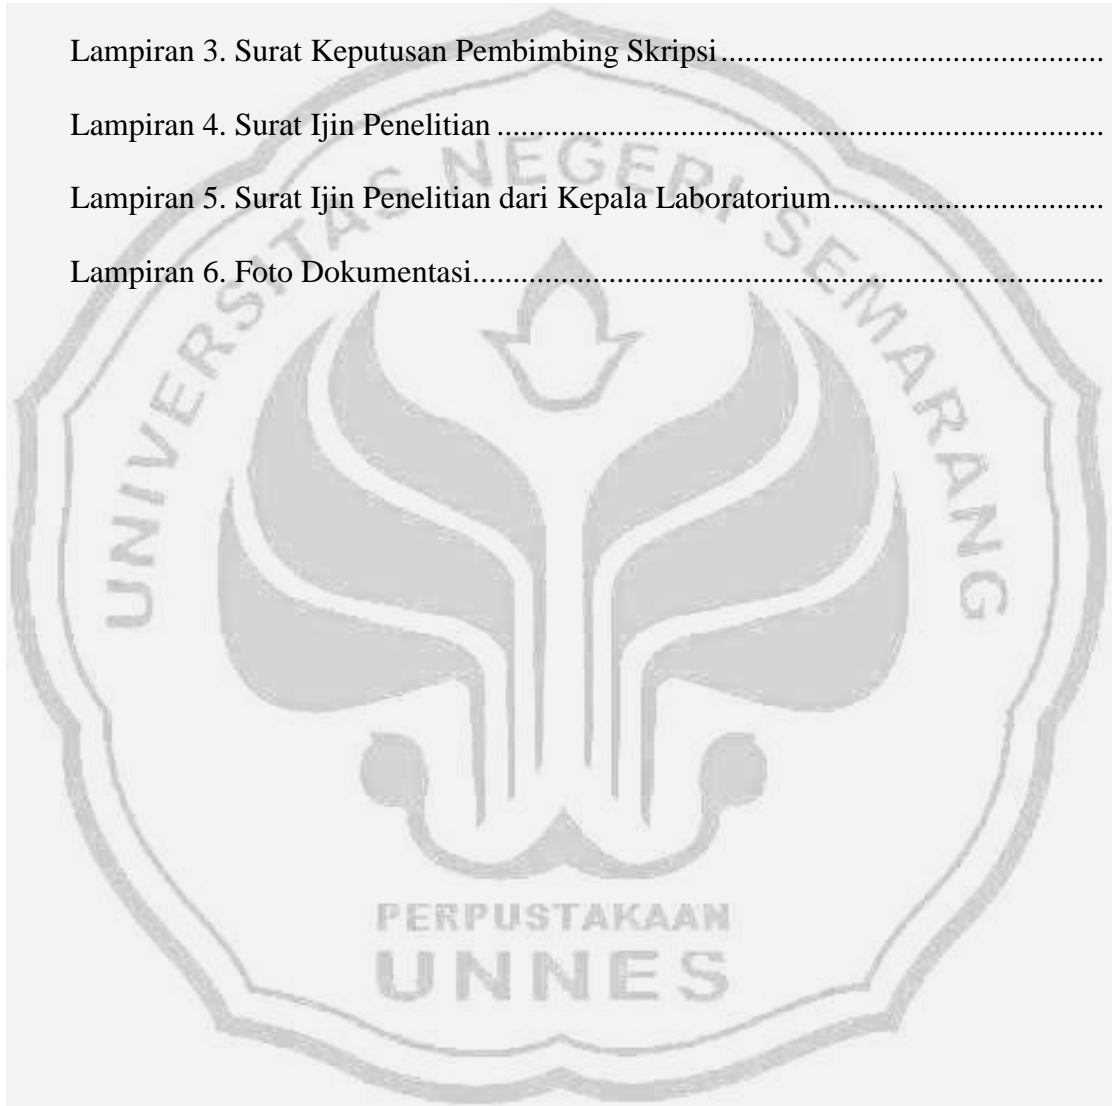 Lampiran 3. Surat Keputusan Pembimbing Skripsi................................................
Lampiran 4. Surat Ijin Penelitian.............................................................................
Lampiran 5. Surat Ijin Penelitian dari Kepala Laboratorium..................................
Lampiran 6. Foto Dokumentasi................................................................................
UNIVERSITAS NEGERI SEMARANG
PERPUSTAKAAN
UNNES